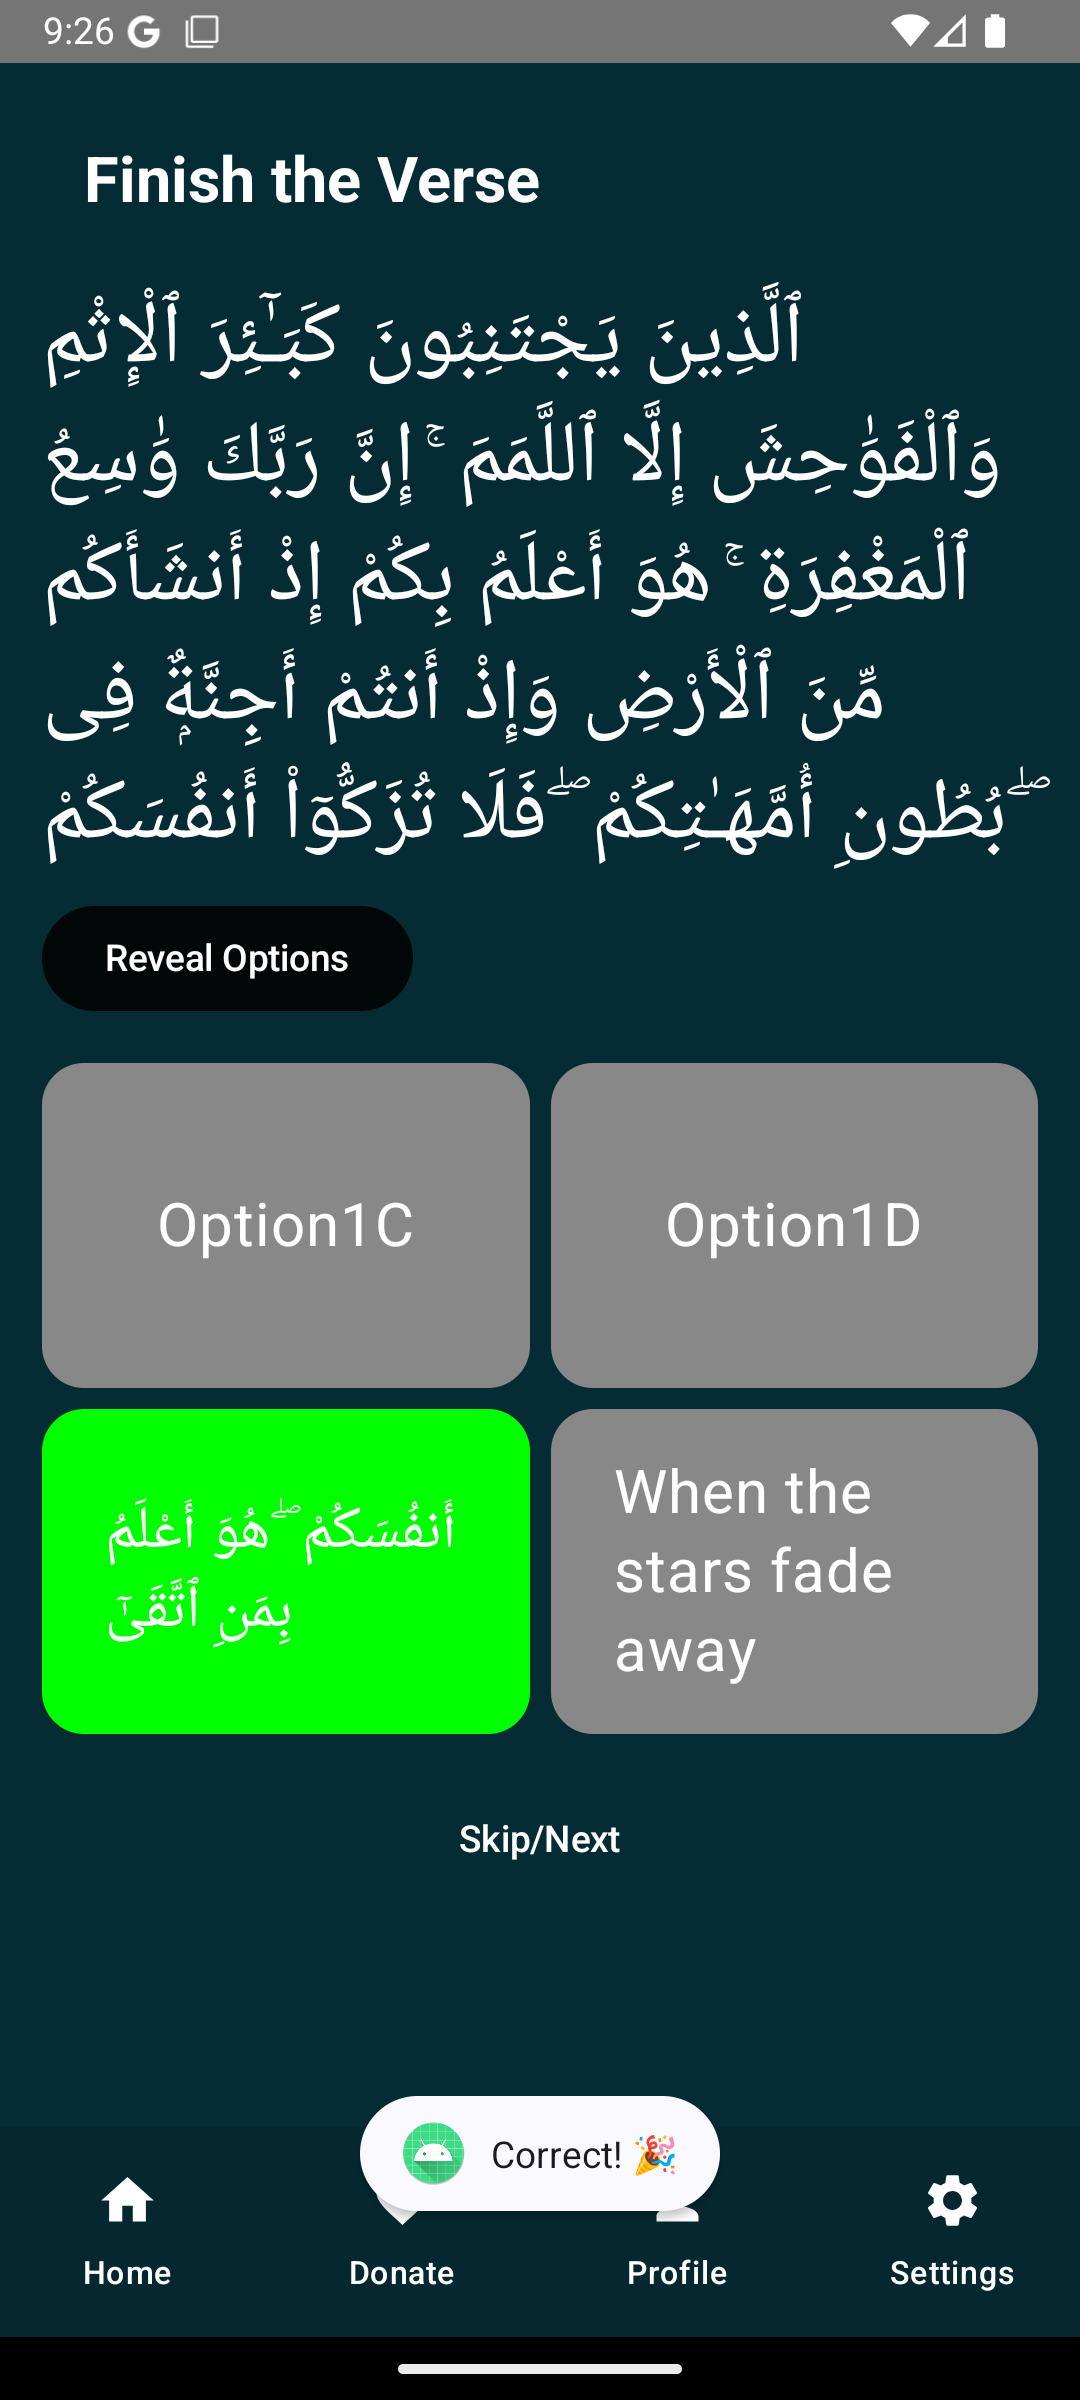 9:26
Finish the Verse
ٱلَّذِينَ يَجْتَنِبُونَ كَبَـٰٓئِرَ ٱلْإِثْمِ
وَٱلْفَوَٰحِشَ إِلَّا ٱللَّمَمَ ۚ إِنَّ رَبَّكَ وَٰسِعُ
ٱلْمَغْفِرَةِ ۚ هُوَ أَعْلَمُ بِكُمْ إِذْ أَنشَأَكُم
مِّنَ ٱلْأَرْضِ وَإِذْ أَنتُمْ أَجِنَّةٌۭ فِى
بُطُونِ أُمَّهَـٰتِكُمْ ۖ فَلَا تُزَكُّوٓا۟ أَنفُسَكُمْ ۖ
Reveal Options
Option1C
Option1D
أَنفُسَكُمْ ۖ هُوَ أَعْلَمُ
بِمَنِ ٱتَّقَىٰٓ
When the
stars fade
away
Skip/Next
Correct! 🎉
Home
Donate
Profile
Settings